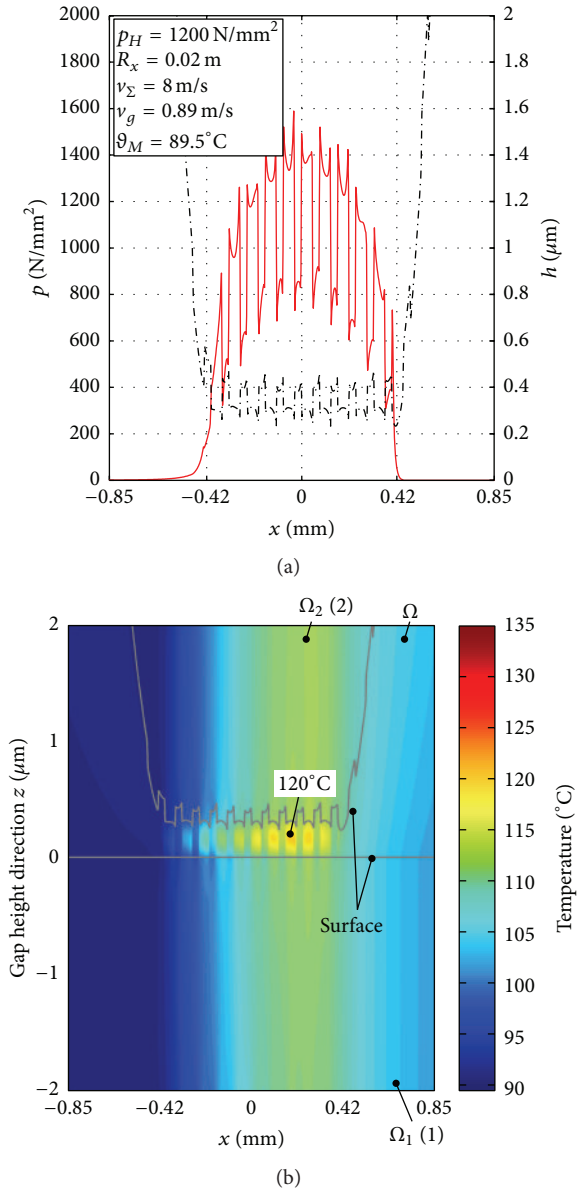 2000
1800
1600
1400
1200
1000
800
600
400
200
0
p (N/mm²)
p_H = 1200 N/mm²
R_x = 0.02 m
ν_Σ = 8 m/s
ν_g = 0.89 m/s
ϑ_M = 89.5°C
2
1.8
1.6
1.4
1.2
1
0.8
0.6
0.4
0.2
0
h (μm)
−0.85 −0.42 0 0.42 0.85
x (mm)
(a)
Ω₂ (2)
Ω
2
1
0
−1
−2
Gap height direction z (μm)
120°C
Surface
Ω₁ (1)
-0.85 -0.42 0 0.42 0.85
x (mm)
135
130
125
120
115
110
105
100
95
90
Temperature (°C)
(b)